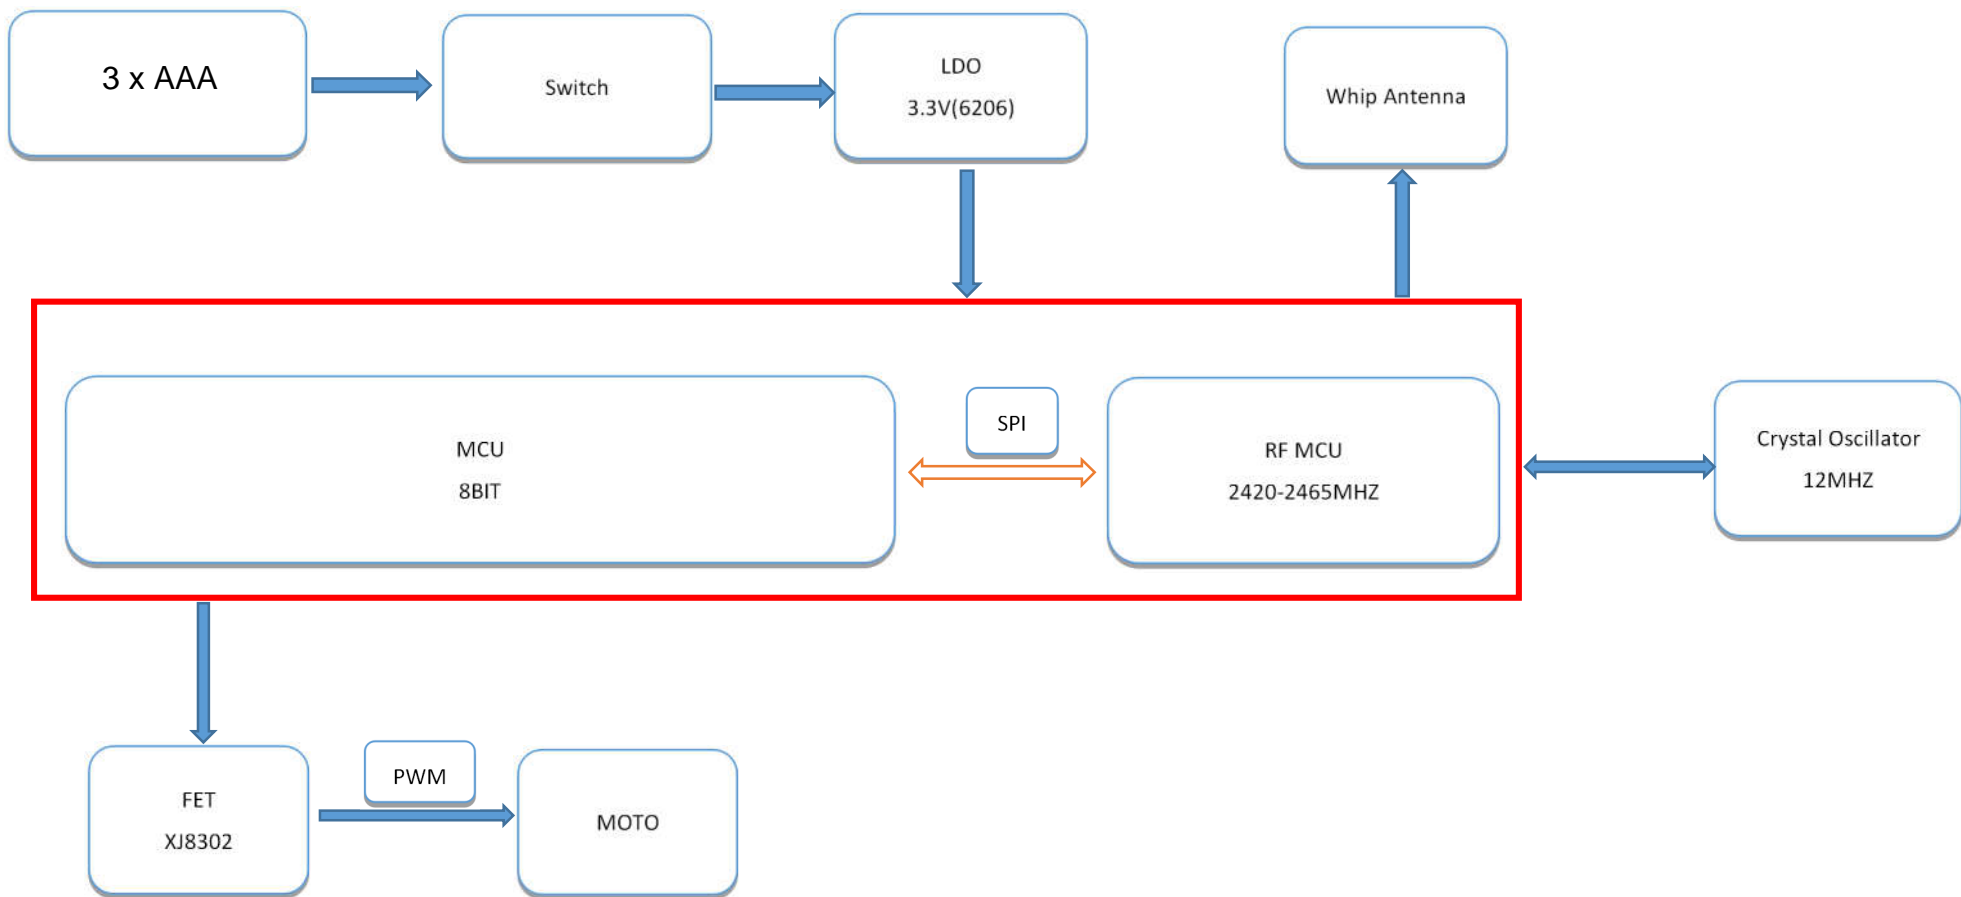 3 x AAA
Switch
LDO
3.3V(6206)
Whip Antenna
MCU
8BIT
SPI
RF MCU
2420-2465MHZ
Crystal Oscillator
12MHZ
FET
XJ8302
PWM
MOTO